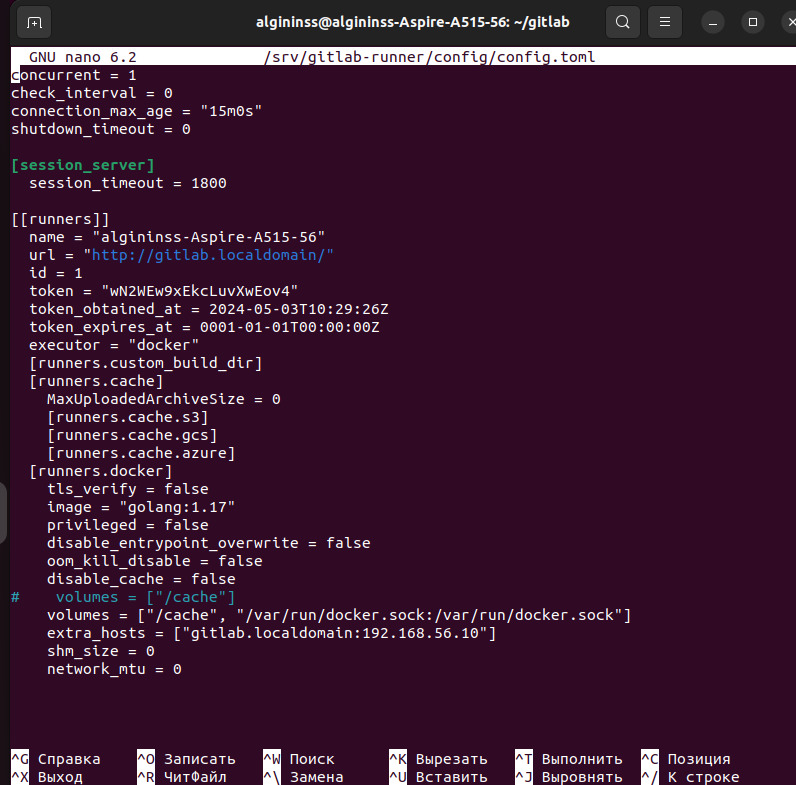 algininss@algininss-Aspire-A515-56: ~/gitlab
GNU nano 6.2 /srv/gitlab-runner/config/config.toml
concurrent = 1
check_interval = 0
connection_max_age = "15m0s"
shutdown_timeout = 0
[session_server]
session_timeout = 1800
[[runners]]
name = "algininss-Aspire-A515-56"
url = "http://gitlab.localdomain/"
id = 1
token = "wN2WEw9xEkcLuvXwEov4"
token_obtained_at = 2024-05-03T10:29:26Z
token_expires_at = 0001-01-01T00:00:00Z
executor = "docker"
[runners.custom_build_dir]
[runners.cache]
MaxUploadedArchiveSize = 0
[runners.cache.s3]
[runners.cache.gcs]
[runners.cache.azure]
[runners.docker]
tls_verify = false
image = "golang:1.17"
privileged = false
disable_entrypoint_overwrite = false
oom_kill_disable = false
disable_cache = false
# volumes = ["/cache"]
volumes = ["/cache", "/var/run/docker.sock:/var/run/docker.sock"]
extra_hosts = ["gitlab.localdomain:192.168.56.10"]
shm_size = 0
network_mtu = 0
^G Справка ^O Записать ^W Поиск ^K Вырезать ^T Выполнить ^C Позиция
^X Выход ^R ЧитФайл ^\ Замена ^U Вставить ^J Выровнять ^/ К строке